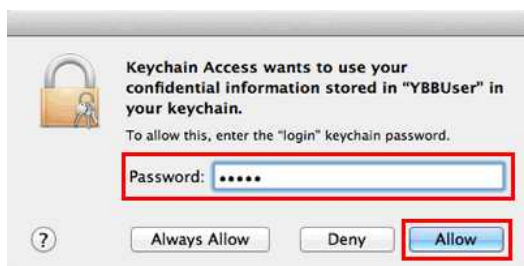 Keychain Access wants to use your
confidential information stored in “YBBUser” in
your keychain.
To allow this, enter the “login” keychain password.
Password: •••••
? Always Allow Deny Allow